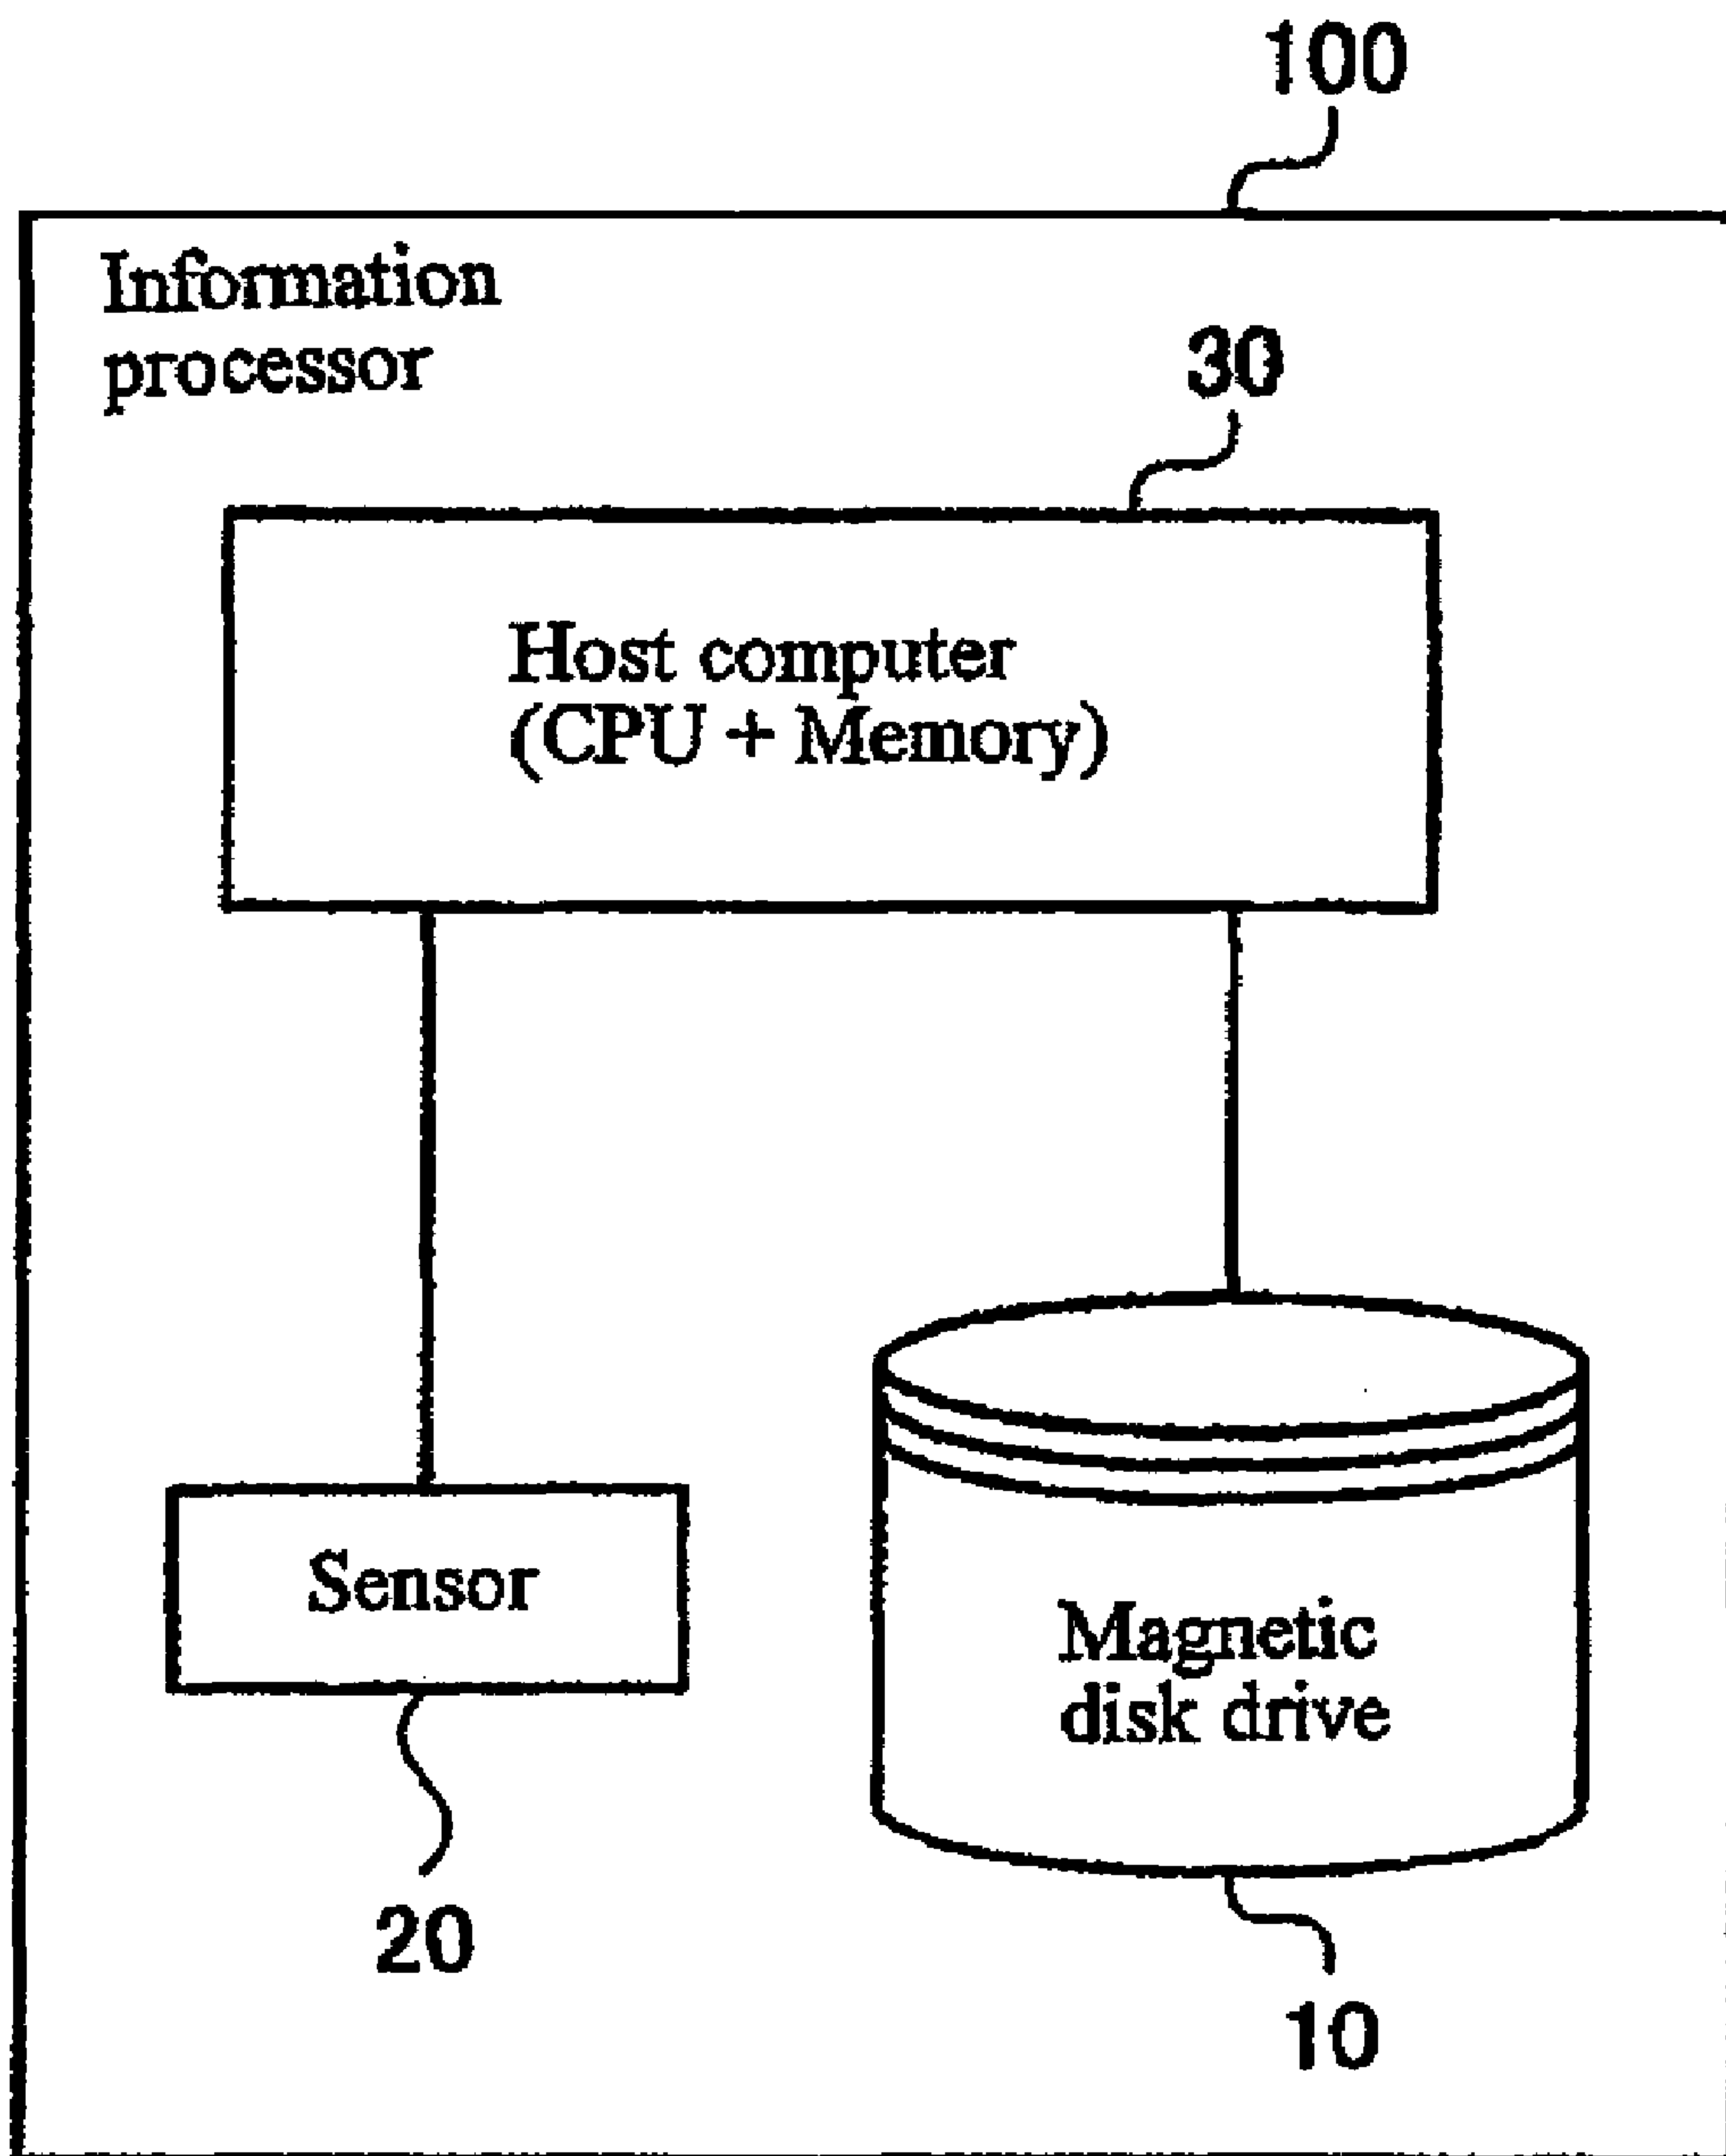 100
Information
processor
30
Host computer
(CPU + Memory)
Sensor
Magnetic
disk drive
20
10